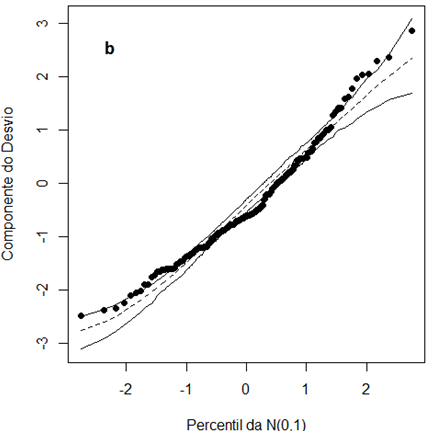 b
3
2
1
0
-1
-2
-3
Componente do Desvio
-2 -1 0 1 2
Percentil da N(0,1)